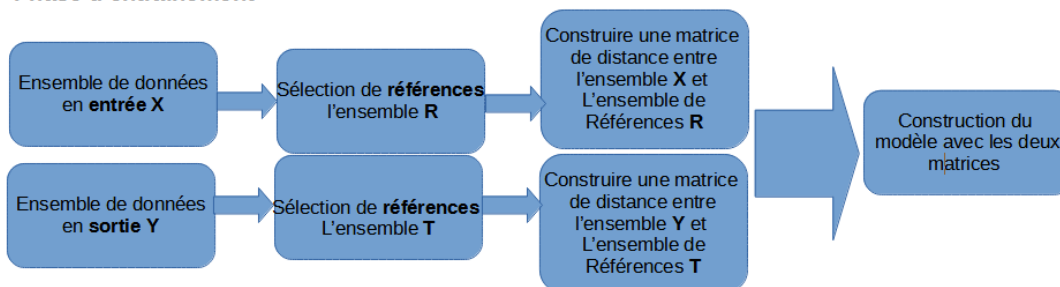 Ensemble de données
en entrée X
Sélection de références
l'ensemble R
Construire une matrice
de distance entre
l'ensemble X et
L'ensemble de
Références R
Construction du
modèle avec les deux
matrices
Ensemble de données
en sortie Y
Sélection de références
L'ensemble T
Construire une matrice
de distance entre
l'ensemble Y et
L'ensemble de
Références T